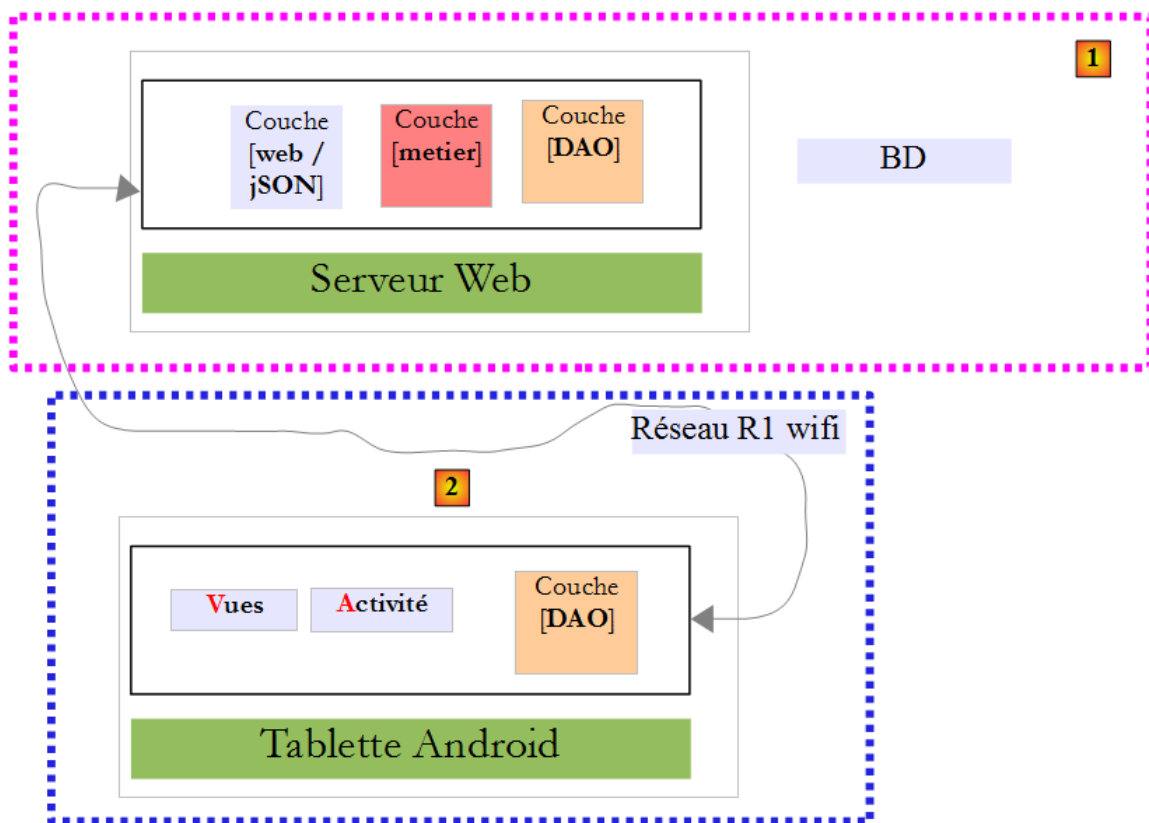 1
Couche
[web /
jSON]
Couche
[metier]
Couche
[DAO]
BD
Serveur Web
Réseau R1 wifi
2
Vues
Activité
Couche
[DAO]
Tablette Android